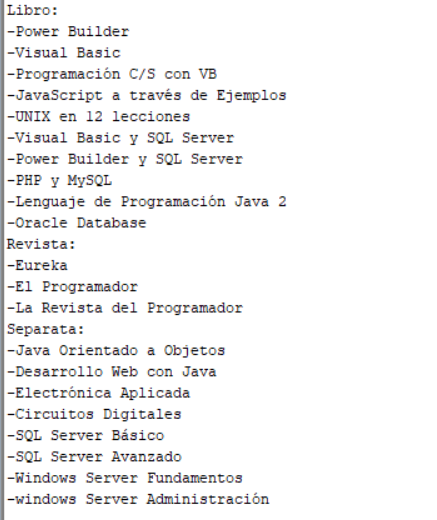 Libro:
-Power Builder
-Visual Basic
-Programación C/S con VB
-JavaScript a través de Ejemplos
-UNIX en 12 lecciones
-Visual Basic y SQL Server
-Power Builder y SQL Server
-PHP y MySQL
-Lenguaje de Programación Java 2
-Oracle Database
Revista:
-Eureka
-El Programador
-La Revista del Programador
Separata:
-Java Orientado a Objetos
-Desarrollo Web con Java
-Electrónica Aplicada
-Circuitos Digitales
-SQL Server Básico
-SQL Server Avanzado
-Windows Server Fundamentos
-windows Server Administración